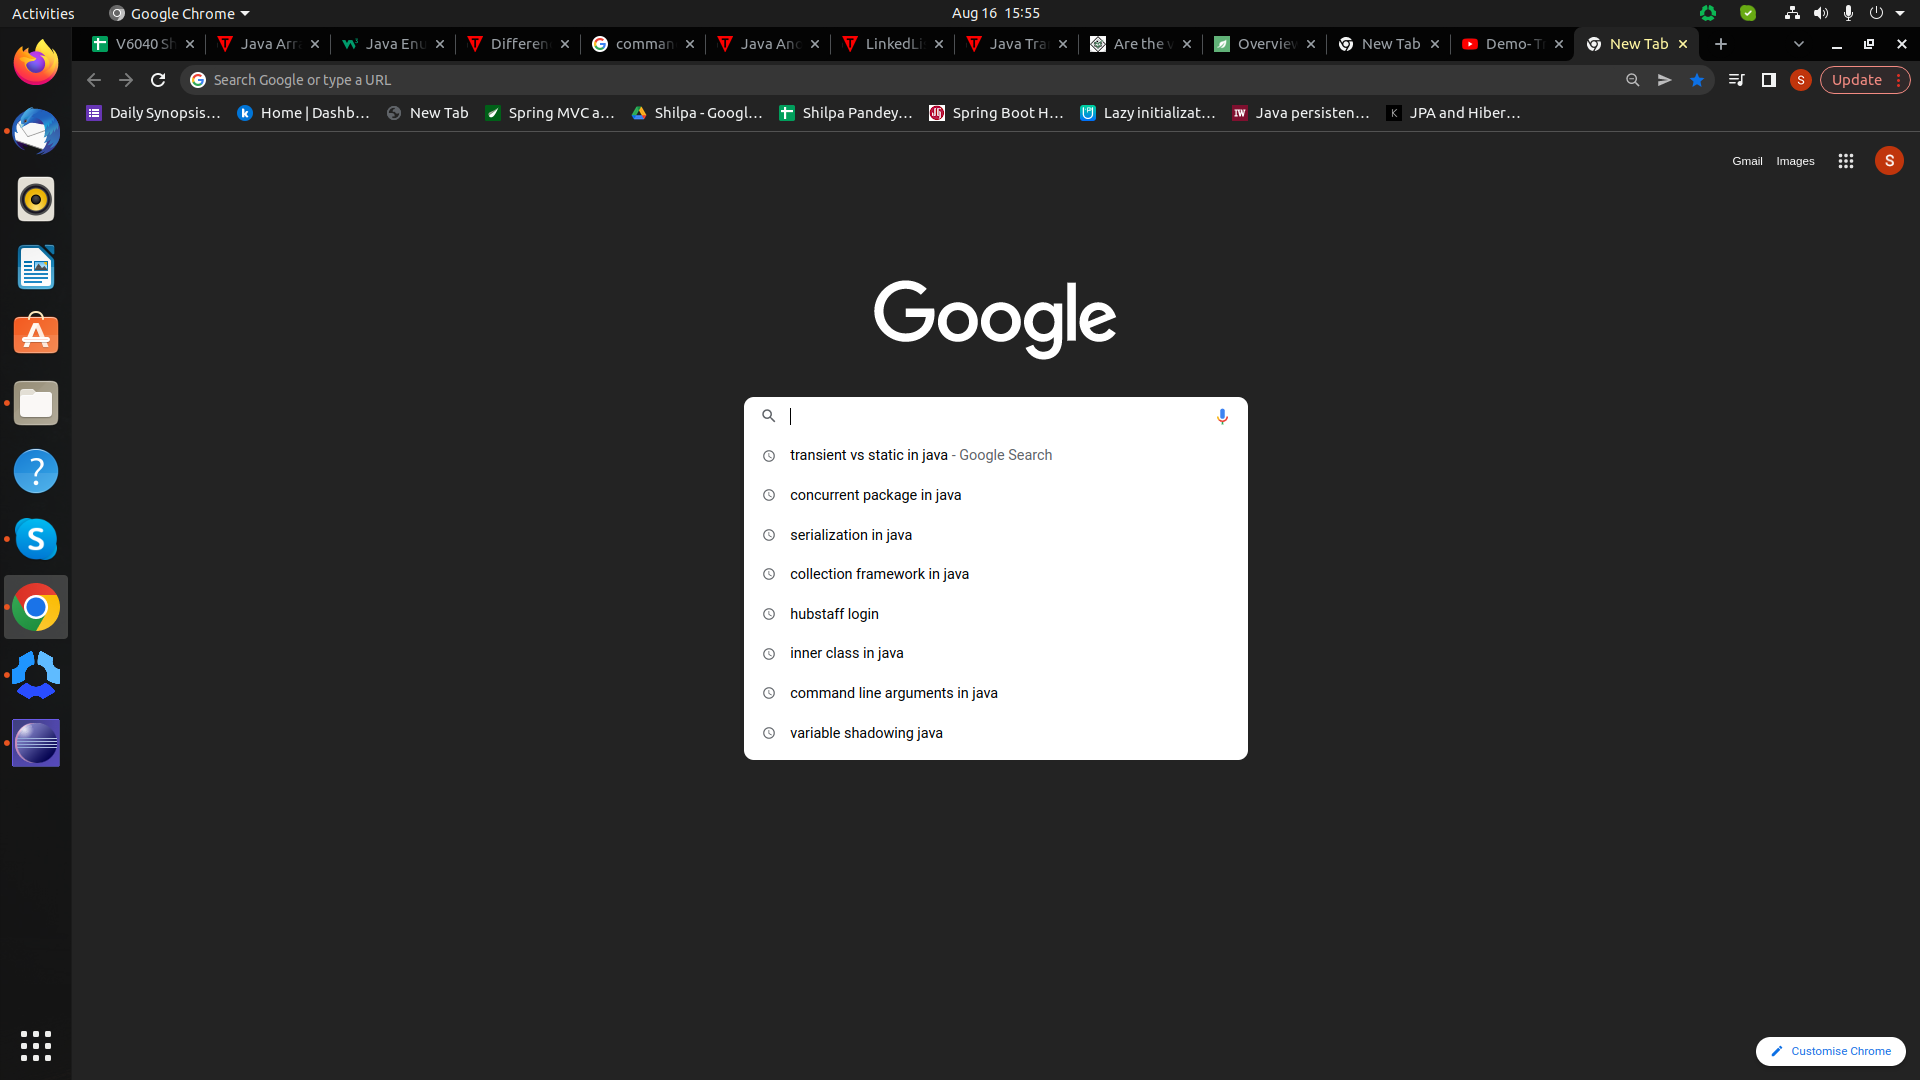 Activities
Google Chrome
Aug 16 15:55
V6040 Sh
Java Arr
Java Enu
Differen
comman
Java Ano
LinkedLi
Java Tra
Are the v
Overview
New Tab
Demo- T
New Tab
Search Google or type a URL
S
Update
Daily Synopsis...
Home | Dashb...
New Tab
Spring MVC a...
Shilpa - Googl...
Shilpa Pandey...
Spring Boot H...
Lazy initializat...
Java persisten...
JPA and Hiber...
Gmail
Images
S
Google
transient vs static in java - Google Search
concurrent package in java
serialization in java
collection framework in java
hubstaff login
inner class in java
command line arguments in java
variable shadowing java
Customise Chrome